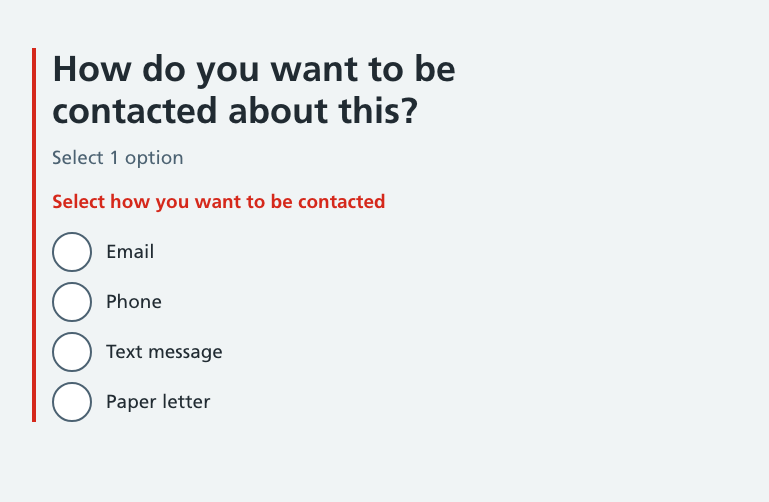 How do you want to be
contacted about this?
Select 1 option
Select how you want to be contacted
Email
Phone
Text message
Paper letter